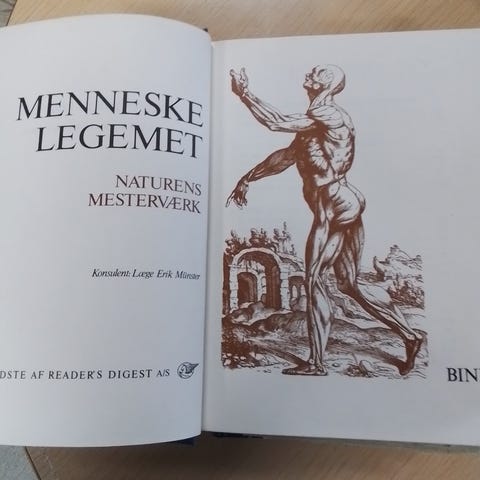 MENNESKE
LEGEMET
NATURENS
MESTERVÆRK
Konsulent: Læge Erik Münster
DSTE AF READER'S DIGEST A/S
BIN